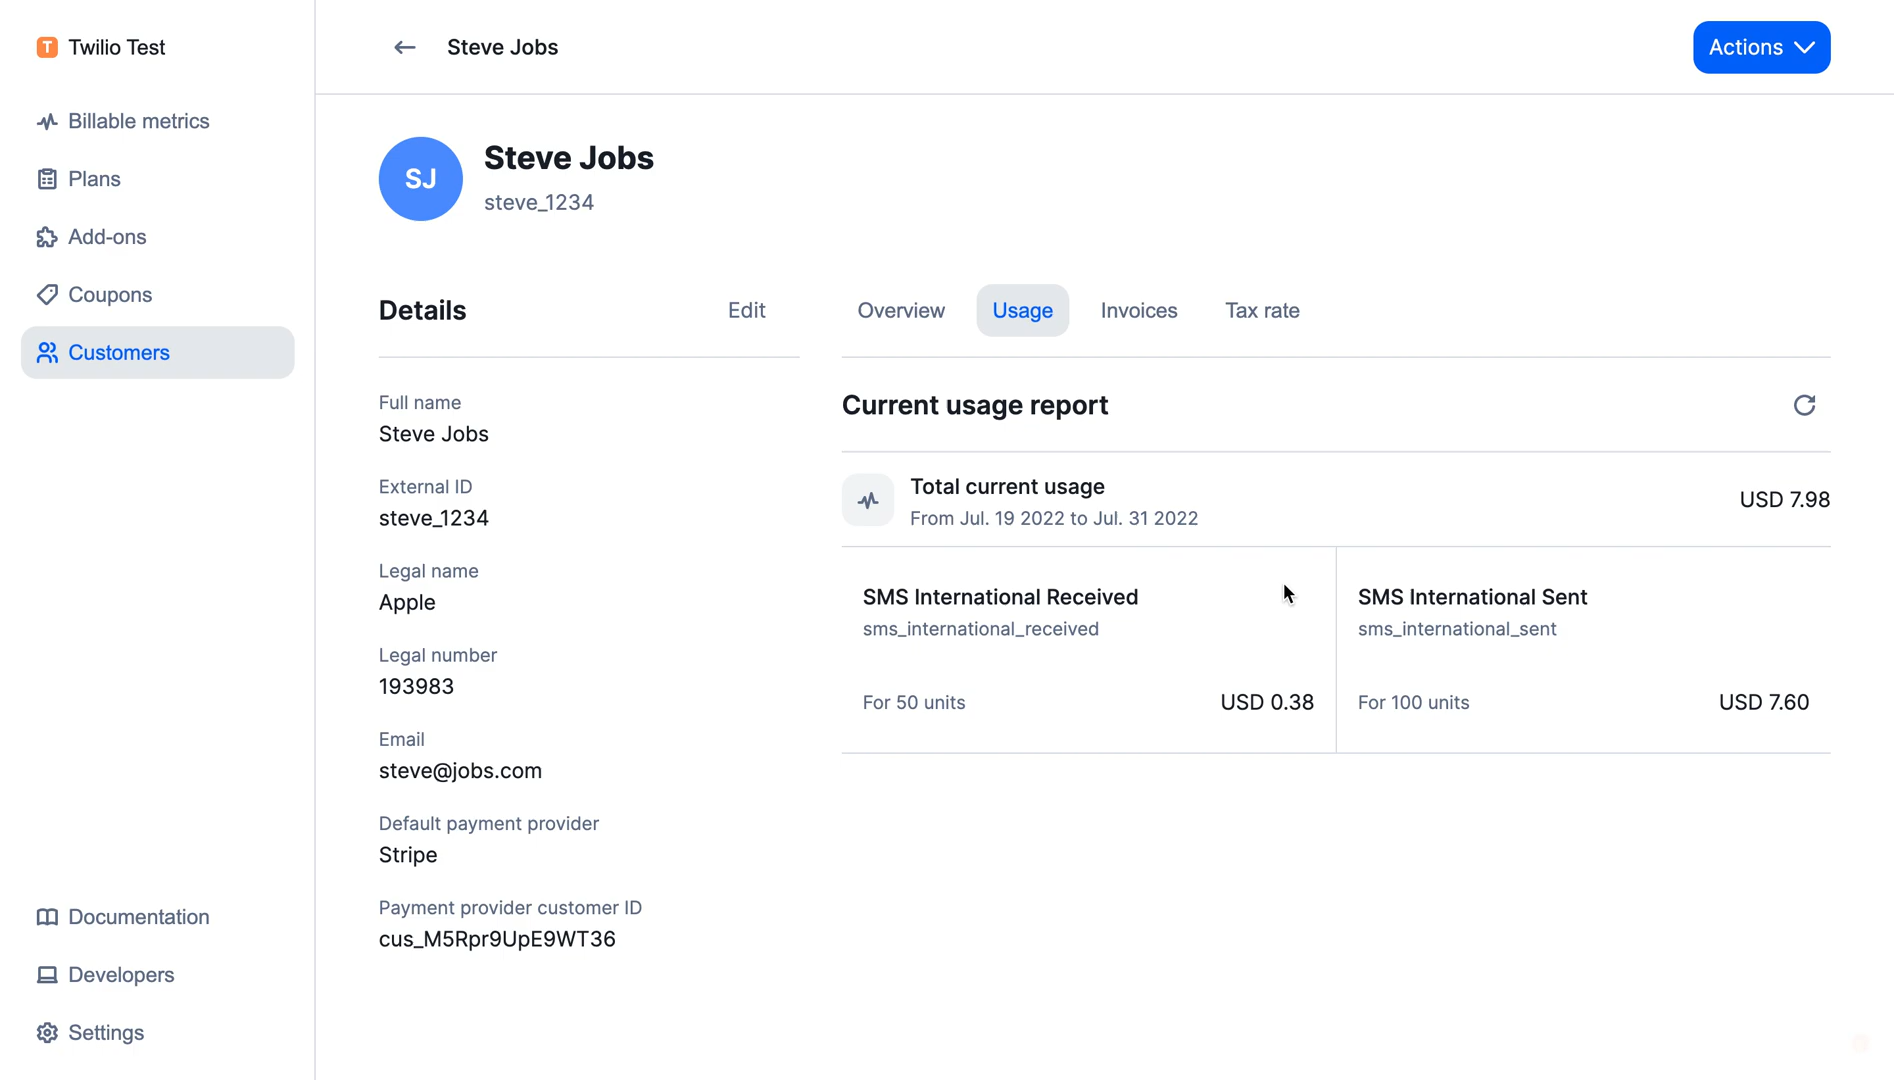 T Twilio Test
Billable metrics
Plans
Add-ons
Coupons
Customers
Documentation
Developers
Settings
Steve Jobs
Actions
SJ
Steve Jobs
steve_1234
Details
Edit
Full name
Steve Jobs
External ID
steve_1234
Legal name
Apple
Legal number
193983
Email
steve@jobs.com
Default payment provider
Stripe
Payment provider customer ID
cus_M5Rpr9UpE9WT36
Overview
Usage
Invoices
Tax rate
Current usage report
Total current usage
From Jul. 19 2022 to Jul. 31 2022
USD 7.98
SMS International Received
sms_international_received
For 50 units
USD 0.38
SMS International Sent
sms_international_sent
For 100 units
USD 7.60